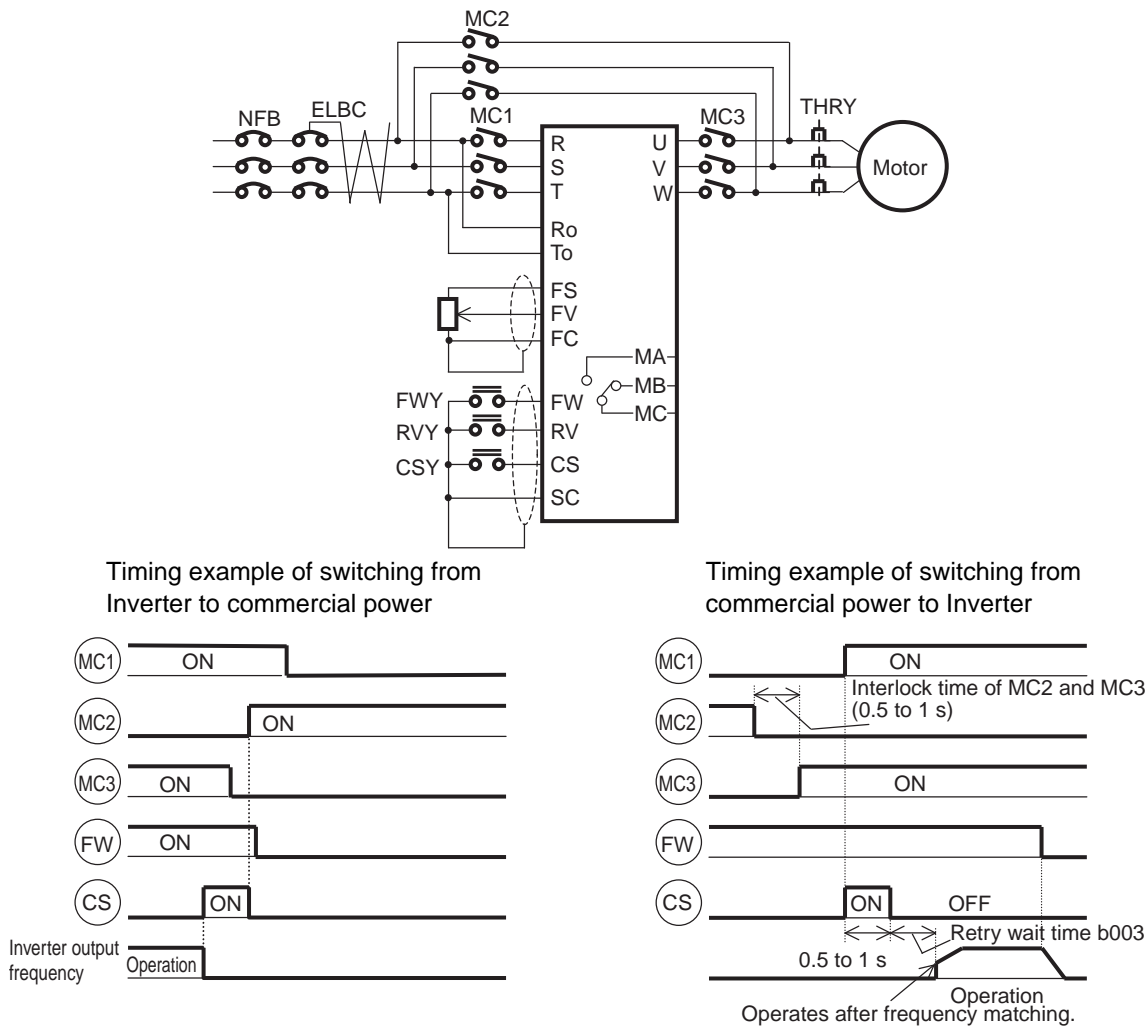 MC2
NFB
ELBC
MC1
MC3
THRY
R
S
T
U
V
W
Motor
Ro
To
FS
FV
FC
MA
MB
MC
FWY
FW
RVY
RV
CSY
CS
SC
Timing example of switching from
Inverter to commercial power
MC1
ON
MC2
ON
MC3
ON
FW
ON
CS
ON
Inverter output
frequency
Operation
Timing example of switching from
commercial power to Inverter
MC1
ON
Interlock time of MC2 and MC3
(0.5 to 1 s)
MC2
MC3
ON
FW
CS
ON
OFF
Retry wait time b003
0.5 to 1 s
Operation
Operates after frequency matching.